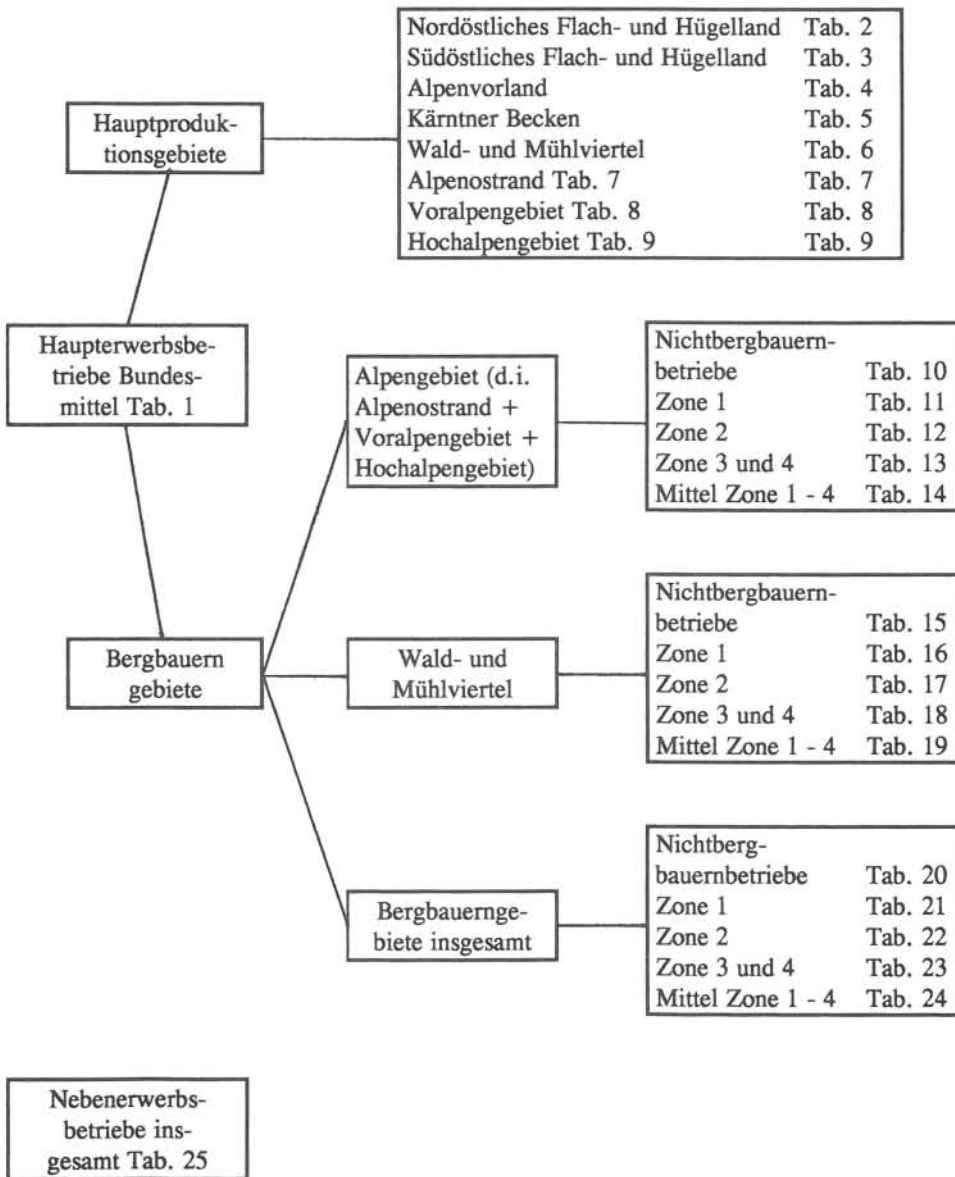 Nordöstliches Flach- und Hügelland Tab. 2
Südöstliches Flach- und Hügelland Tab. 3
Alpenvorland Tab. 4
Kärntner Becken Tab. 5
Wald- und Mühlviertel Tab. 6
Alpenostrand Tab. 7 Tab. 7
Voralpengebiet Tab. 8 Tab. 8
Hochalpengebiet Tab. 9 Tab. 9
Hauptproduk-
tionsgebiete
Haupterwerbsbe-
triebe Bundes-
mittel Tab. 1
Alpengebiet (d.i.
Alpenostrand +
Voralpengebiet +
Hochalpengebiet)
Nichtbergbauern-
betriebe Tab. 10
Zone 1 Tab. 11
Zone 2 Tab. 12
Zone 3 und 4 Tab. 13
Mittel Zone 1 - 4 Tab. 14
Bergbauern
gebiete
Wald- und
Mühlviertel
Nichtbergbauern-
betriebe Tab. 15
Zone 1 Tab. 16
Zone 2 Tab. 17
Zone 3 und 4 Tab. 18
Mittel Zone 1 - 4 Tab. 19
Bergbauernge-
biete insgesamt
Nichtberg-
bauernbetriebe Tab. 20
Zone 1 Tab. 21
Zone 2 Tab. 22
Zone 3 und 4 Tab. 23
Mittel Zone 1 - 4 Tab. 24
Nebenerwerbs-
betriebe ins-
gesamt Tab. 25